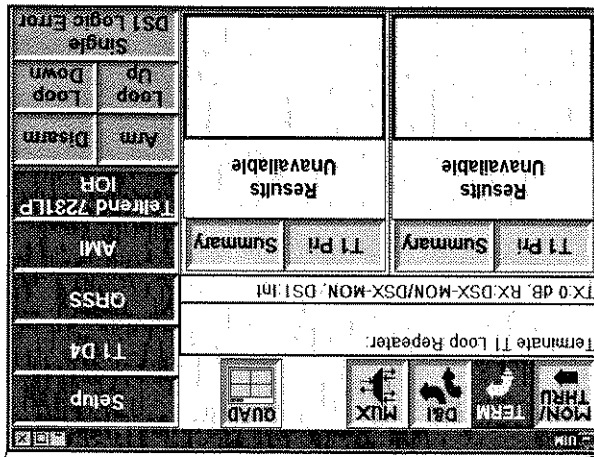 UIM
MON/
THRU
TERM
D&I
MUX
QUAD
Setup
Terminate T1 Loop Repeater:
T1 D4
TX:0 dB, RX:DSX-MON/DSX-MON, DS1:Int
QRSS
T1 Pri
Summary
T1 Pri
Summary
AMI
Results
Unavailable
Results
Unavailable
Teltrend 7231LP
IOR
Arm
Disarm
Loop
Up
Loop
Down
Single
DS1 Logic Error